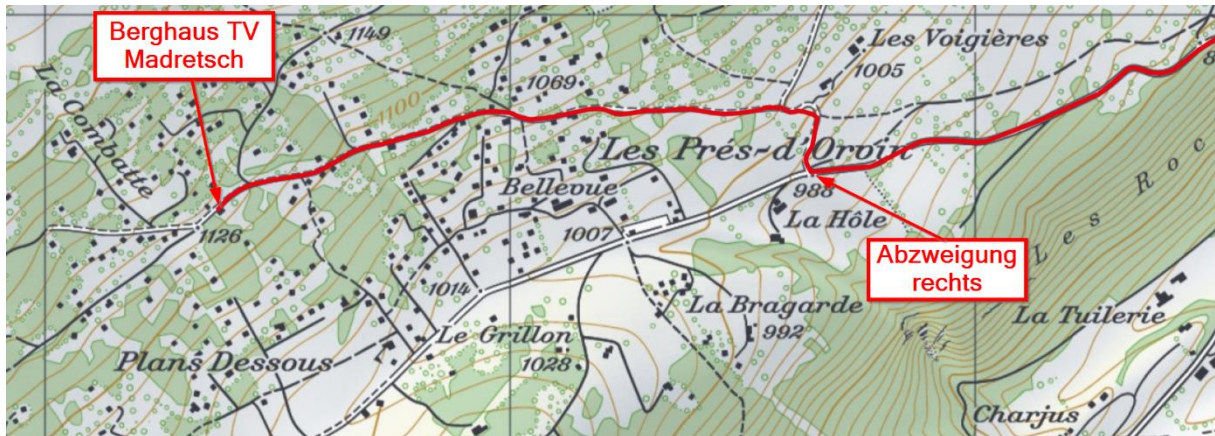 Berghaus TV
Madretsch
1149
Les Voigières
1069
1005
1100
La Combatte
Les Prés-d'Orvin
Bellevue
988
La Hôle
1126
1007
Les Roc
Abzweigung
rechts
1014
La Bragarde
La Tuilerie
Le Grillon
992
Plans Dessous
1028
Charjus